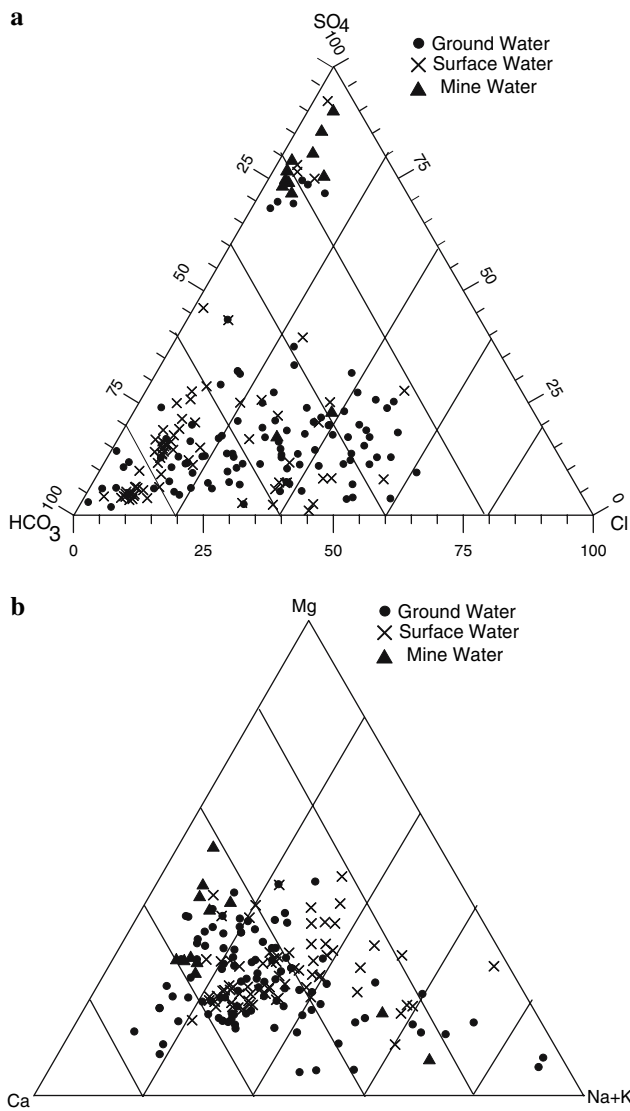 a
SO4
100
Ground Water
Surface Water
Mine Water
25
75
50
50
75
25
100
0
HCO3
Cl
0
25
50
75
100
b
Mg
Ground Water
Surface Water
Mine Water
Ca
Na+K